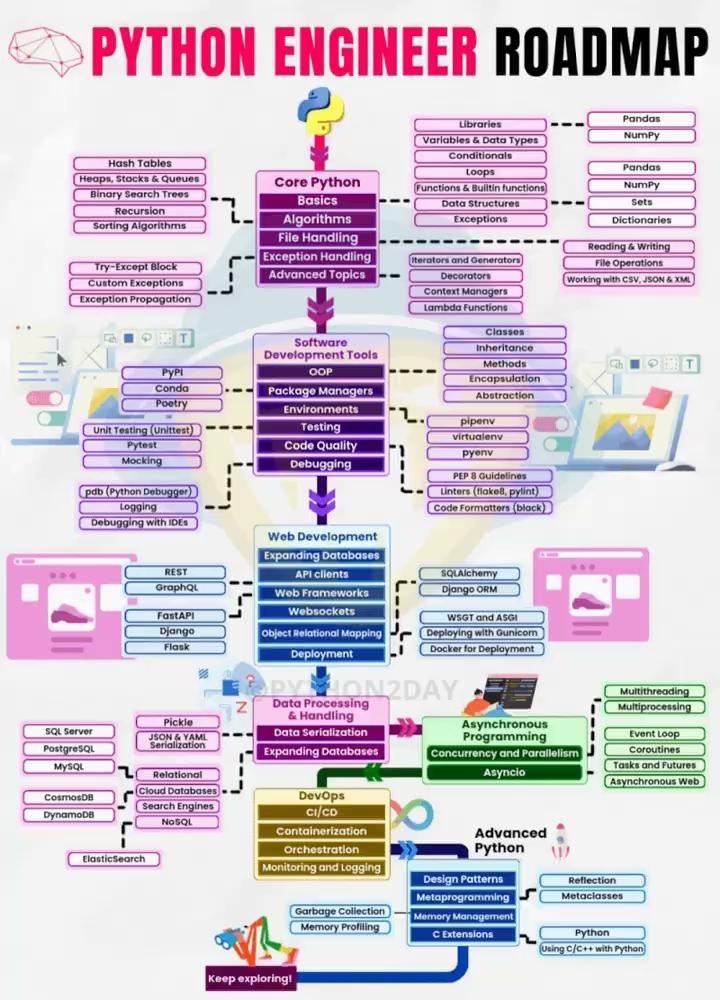 PYTHON ENGINEER ROADMAP
Libraries
Variables & Data Types
Conditionals
Loops
Functions & Builtin functions
Data Structures
Exceptions
Pandas
NumPy
Pandas
NumPy
Sets
Dictionaries
Hash Tables
Heaps, Stacks & Queues
Binary Search Trees
Recursion
Sorting Algorithms
Core Python
Basics
Algorithms
File Handling
Exception Handling
Advanced Topics
Reading & Writing
File Operations
Working with CSV, JSON & XML
Try-Except Block
Custom Exceptions
Exception Propagation
Iterators and Generators
Decorators
Context Managers
Lambda Functions
Software
Development Tools
OOP
Package Managers
Environments
Testing
Code Quality
Debugging
Classes
Inheritance
Methods
Encapsulation
Abstraction
T
T
PyPI
Conda
Poetry
pipenv
virtualenv
pyenv
Unit Testing (Unittest)
Pytest
Mocking
PEP 8 Guidelines
Linters (flake8, pylint)
Code Formatters (black)
pdb (Python Debugger)
Logging
Debugging with IDEs
Web Development
Expanding Databases
API clients
Web Frameworks
Websockets
Object Relational Mapping
Deployment
REST
GraphQL
FastAPI
Django
Flask
SQLAlchemy
Django ORM
WSGT and ASGI
Deploying with Gunicorn
Docker for Deployment
@PYTHON2DAY
Data Processing
& Handling
Data Serialization
Expanding Databases
Pickle
JSON & YAML
Serialization
SQL Server
PostgreSQL
MySQL
CosmosDB
DynamoDB
Relational
Cloud Databases
Search Engines
NoSQL
ElasticSearch
Asynchronous
Programming
Concurrency and Parallelism
Asyncio
Multithreading
Multiprocessing
Event Loop
Coroutines
Tasks and Futures
Asynchronous Web
DevOps
CI/CD
Containerization
Orchestration
Monitoring and Logging
Advanced
Python
Design Patterns
Metaprogramming
Memory Management
C Extensions
Reflection
Metaclasses
Garbage Collection
Memory Profiling
Python
Using C/C++ with Python
Keep exploring!